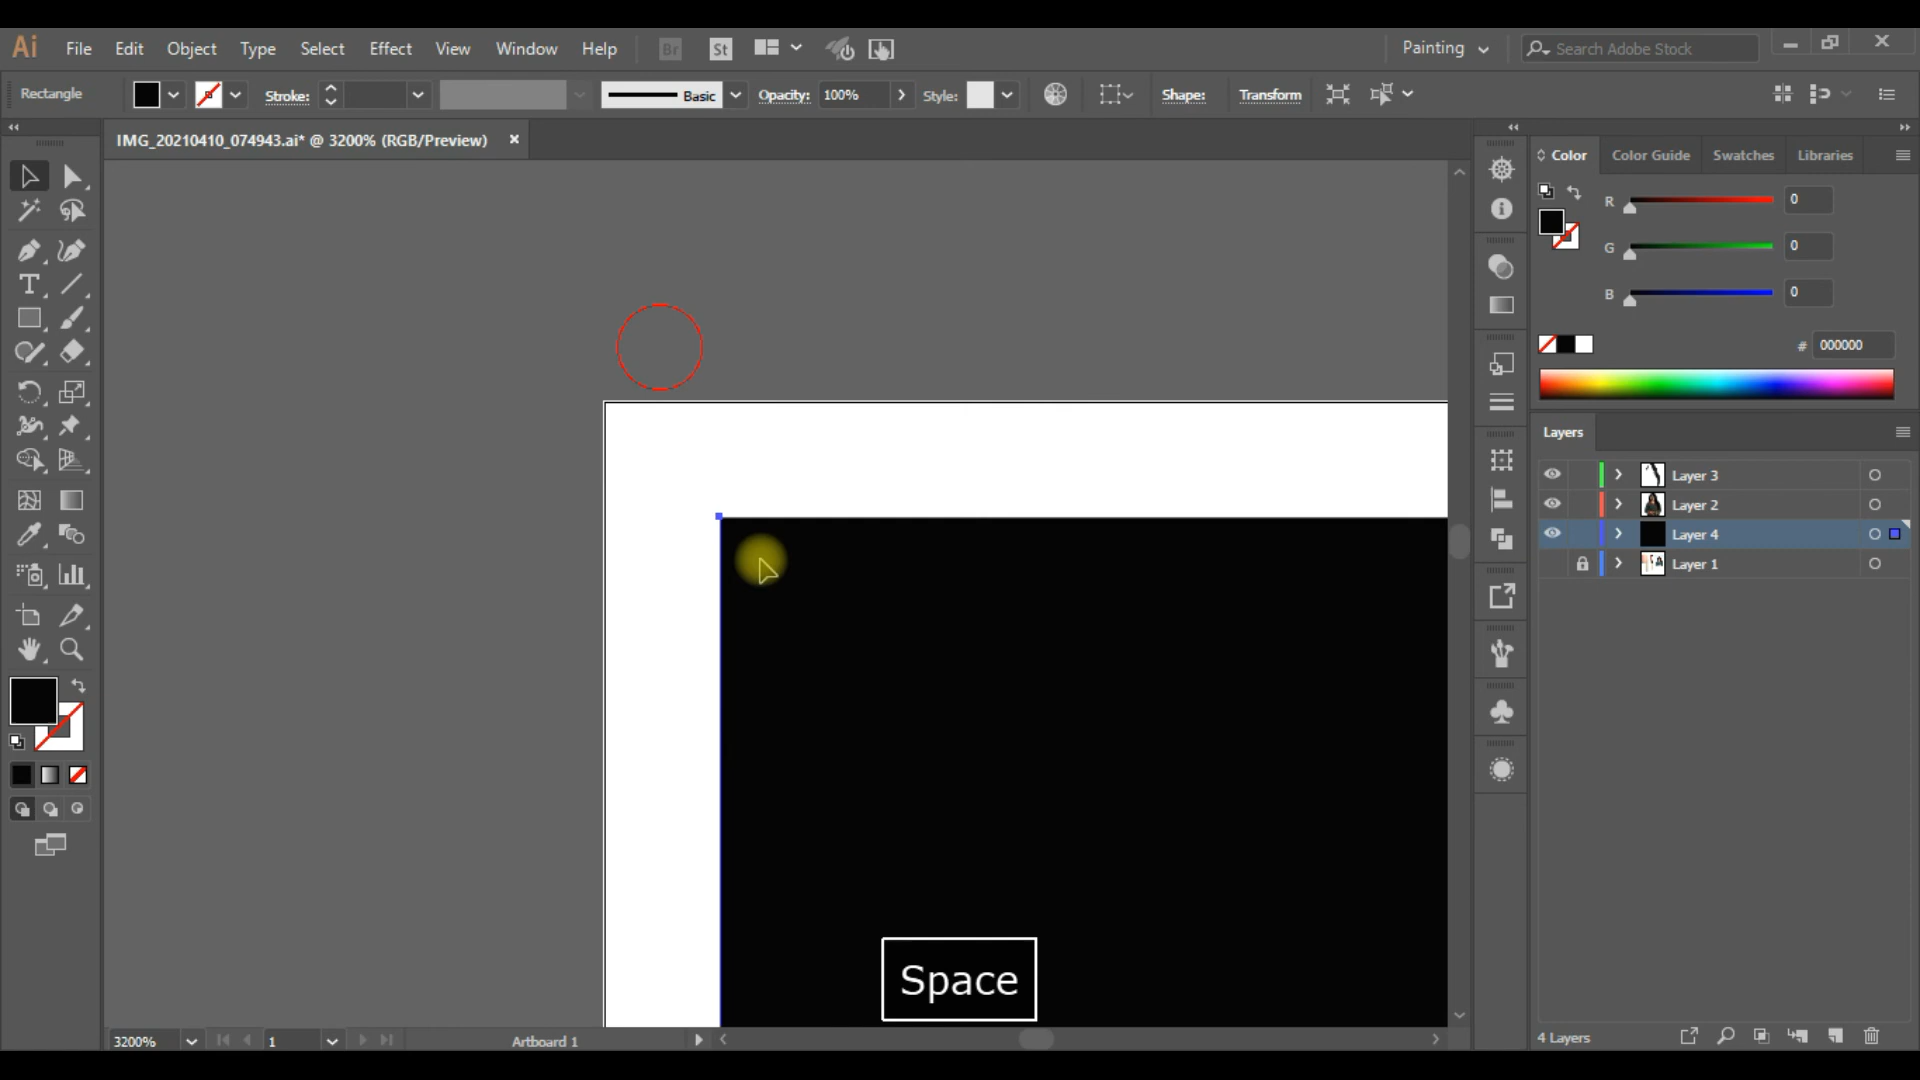 Ai File Edit Object Type Select Effect View Window Help Br St Painting Search Adobe Stock
Rectangle Stroke: Basic Opacity: 100% Style: Shape: Transform
IMG_20210410_074943.ai* @ 3200% (RGB/Preview)
Color Color Guide Swatches Libraries
R 0
G 0
B 0
# 000000
Layers
Layer 3
Layer 2
Layer 4
Layer 1
Space
3200% 1 Artboard 1
4 Layers